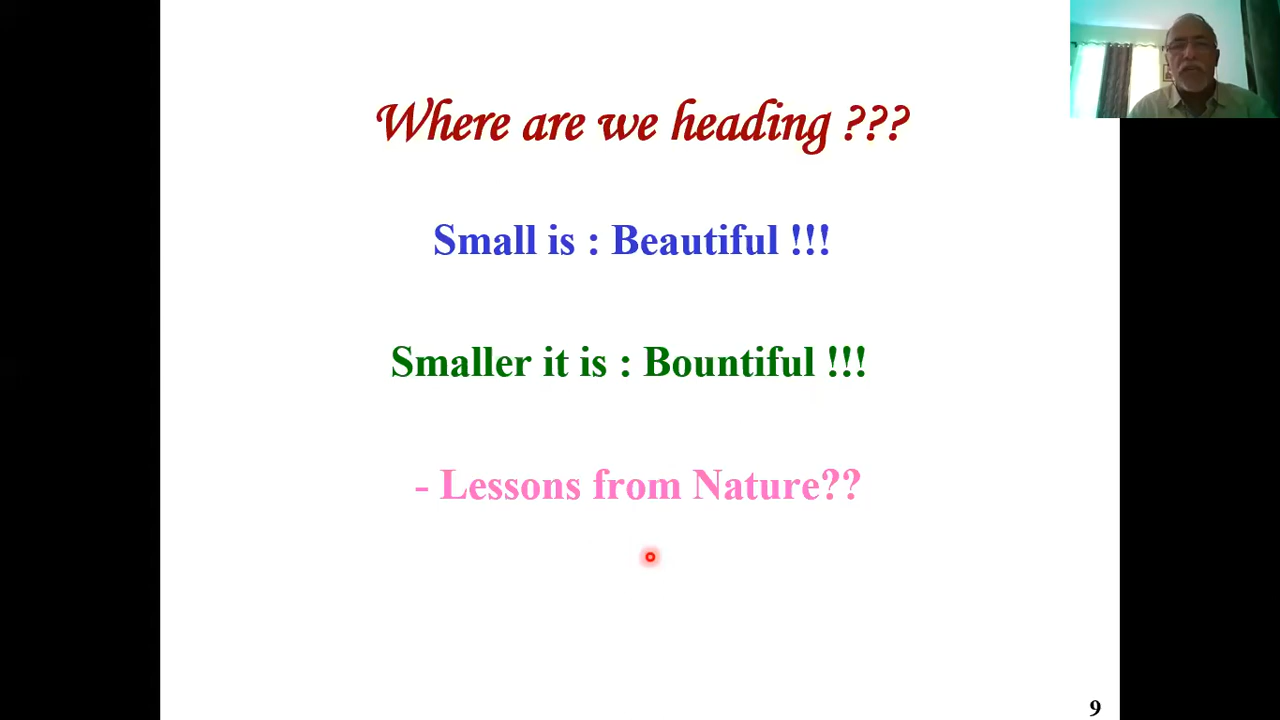 Where are we heading ???
Small is : Beautiful !!!
Smaller it is : Bountiful !!!
- Lessons from Nature??
9